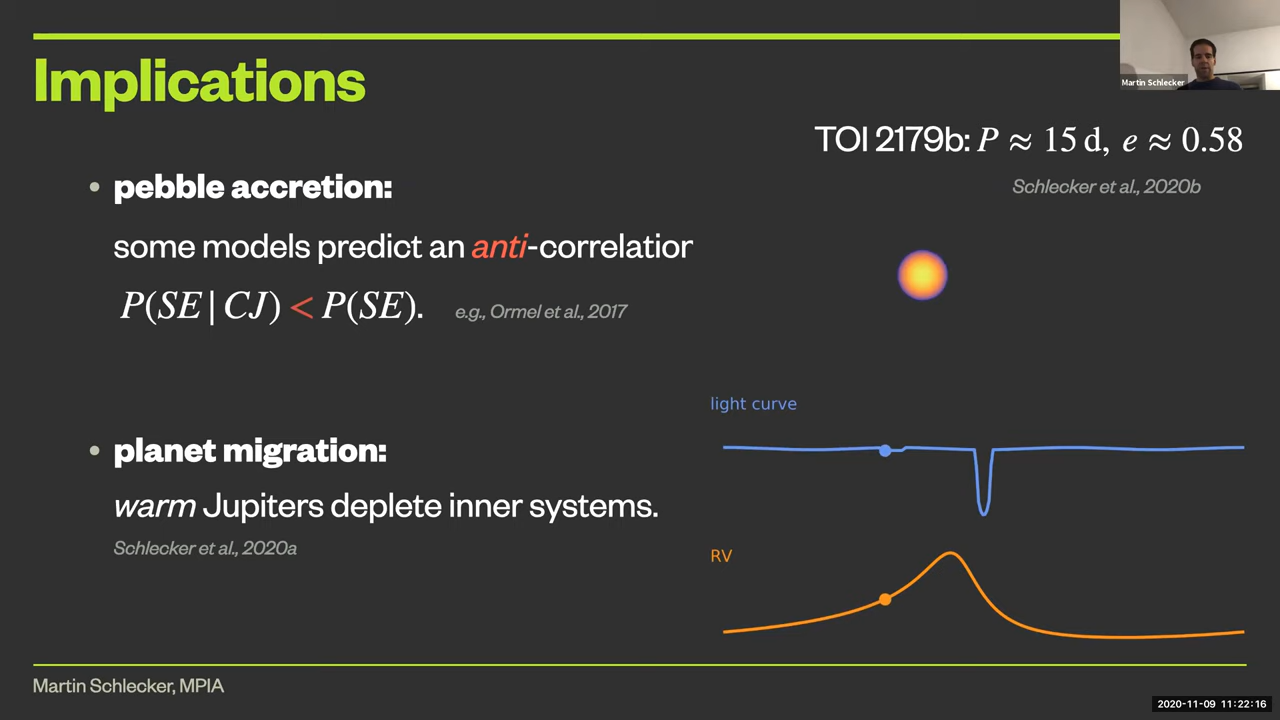 Implications
Martin Schlecker
TOI 2179b: P ≈ 15 d, e ≈ 0.58
Schlecker et al., 2020b
• pebble accretion:
some models predict an anti-correlation
P(SE | CJ) < P(SE).
e.g., Ormel et al., 2017
light curve
• planet migration:
warm Jupiters deplete inner systems.
Schlecker et al., 2020a
RV
Martin Schlecker, MPIA
2020-11-09 11:22:16